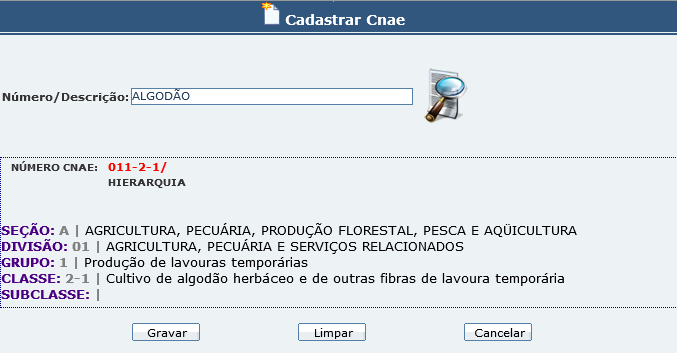 Cadastrar Cnae
Número/Descrição: ALGODÃO
NÚMERO CNAE: 011-2-1/
HIERARQUIA
SEÇÃO: A | AGRICULTURA, PECUÁRIA, PRODUÇÃO FLORESTAL, PESCA E AQÜICULTURA
DIVISÃO: 01 | AGRICULTURA, PECUÁRIA E SERVIÇOS RELACIONADOS
GRUPO: 1 | Produção de lavouras temporárias
CLASSE: 2-1 | Cultivo de algodão herbáceo e de outras fibras de lavoura temporária
SUBCLASSE: |
Gravar Limpar Cancelar